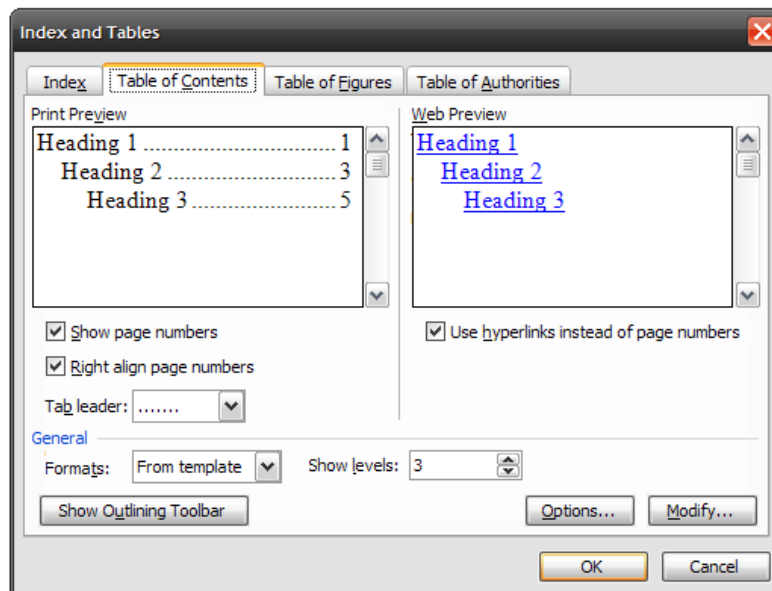 Index and Tables
Index Table of Contents Table of Figures Table of Authorities
Print Preview
Heading 1 ............................ 1
Heading 2 ......................... 3
Heading 3 ..................... 5
Web Preview
Heading 1
Heading 2
Heading 3
Show page numbers
Right align page numbers
Tab leader: .......
Use hyperlinks instead of page numbers
General
Formats: From template Show levels: 3
Show Outlining Toolbar Options... Modify...
OK Cancel